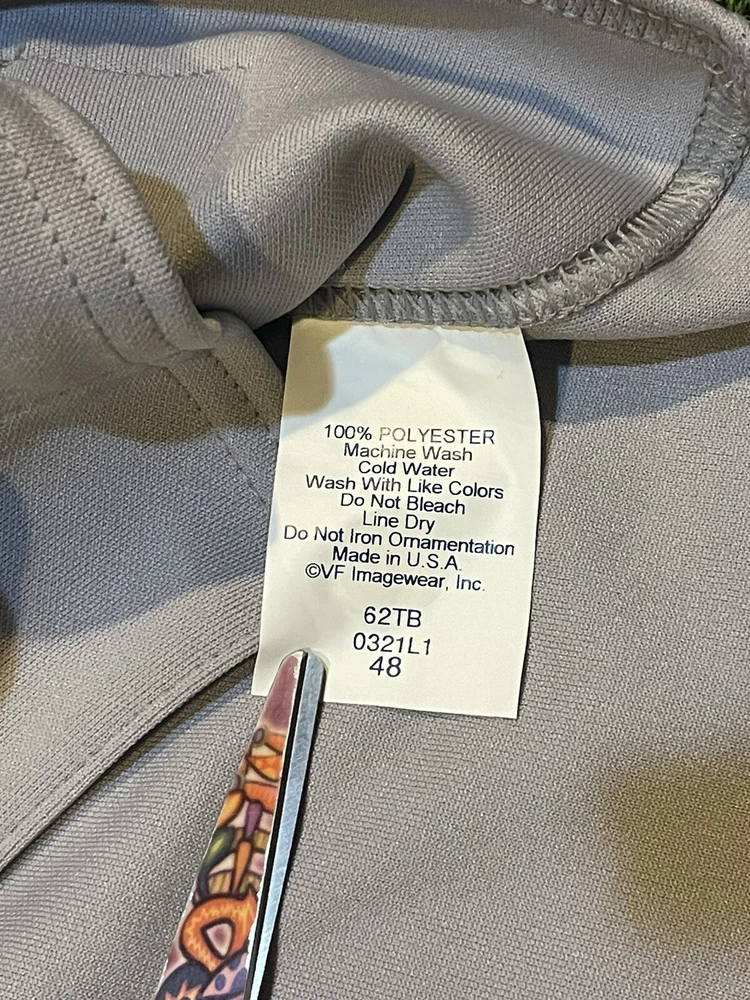 100% POLYESTER
Machine Wash
Cold Water
Wash With Like Colors
Do Not Bleach
Line Dry
Do Not Iron Ornamentation
Made in U.S.A.
©VF Imagewear, Inc.
62TB
0321L1
48